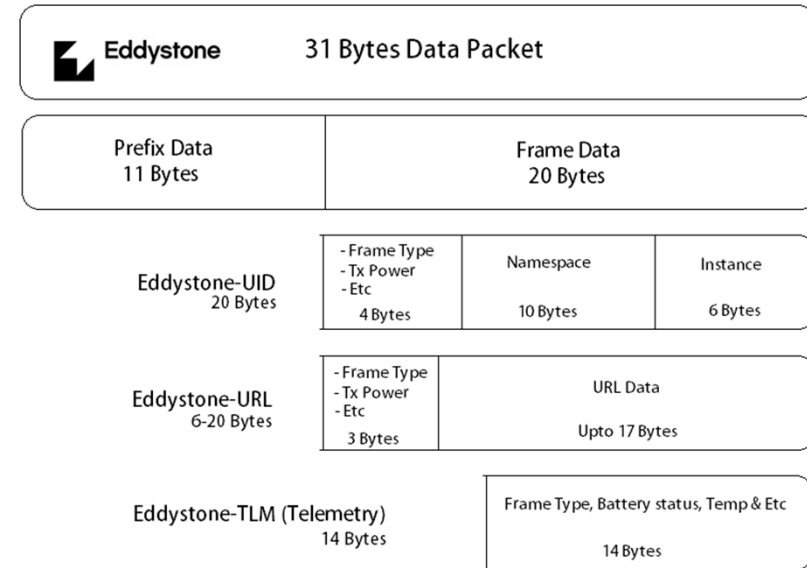 Eddystone 31 Bytes Data Packet
Prefix Data
11 Bytes
Frame Data
20 Bytes
Eddystone-UID
20 Bytes
- Frame Type
- Tx Power
- Etc
4 Bytes
Namespace
10 Bytes
Instance
6 Bytes
Eddystone-URL
6-20 Bytes
- Frame Type
- Tx Power
- Etc
3 Bytes
URL Data
Upto 17 Bytes
Eddystone-TLM (Telemetry)
14 Bytes
Frame Type, Battery status, Temp & Etc
14 Bytes